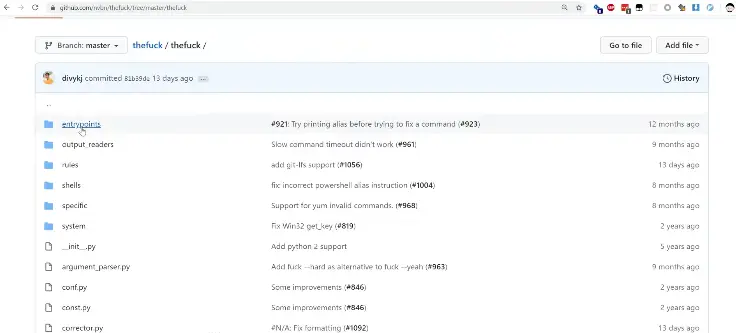 github.com/nvbn/thefuck/tree/master/thefuck
Branch: master
thefuck / thefuck /
Go to file
Add file
divykj committed 81b39de 13 days ago
History
..
entrypoints #921: Try printing alias before trying to fix a command (#923) 12 months ago
output_readers Slow command timeout didn't work (#961) 9 months ago
rules add git-lfs support (#1056) 13 days ago
shells fix: incorrect powershell alias instruction (#1004) 8 months ago
specific Support for yum invalid commands. (#968) 8 months ago
system Fix Win32 get_key (#819) 2 years ago
__init__.py Add python 2 support 5 years ago
argument_parser.py Add fuck --hard as alternative to fuck --yeah (#963) 9 months ago
conf.py Some improvements (#846) 2 years ago
const.py Some improvements (#846) 2 years ago
corrector.py #N/A: Fix formatting (#1092) 13 days ago